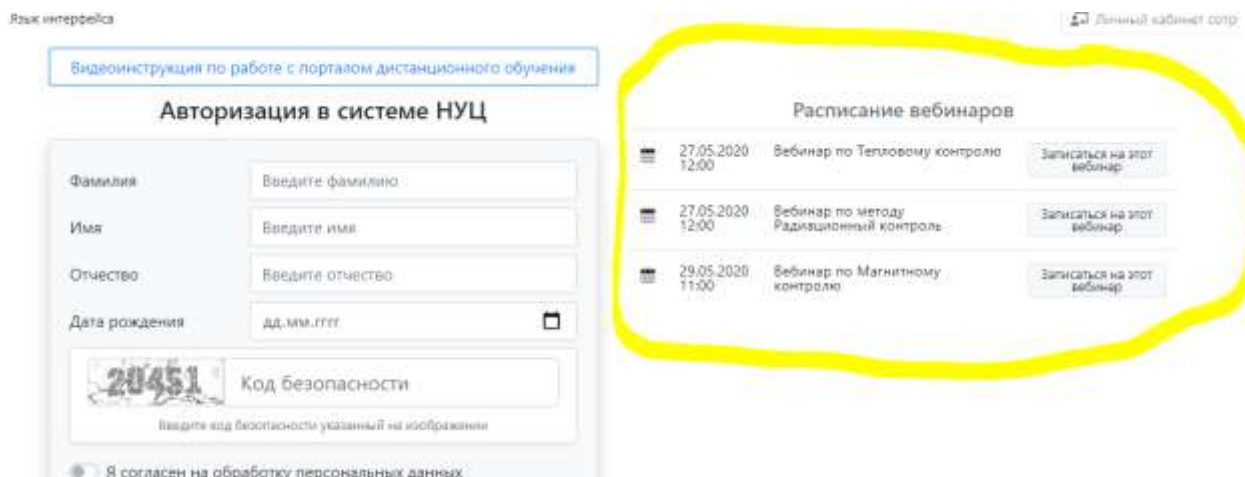 Язык интерфейса
Личный кабинет сотр
Видеоинструкция по работе с порталом дистанционного обучения
Авторизация в системе НУЦ
Фамилия
Введите фамилию
Имя
Введите имя
Отчество
Введите отчество
Дата рождения
дд.мм.гггг
20451
Код безопасности
Введите код безопасности указанный на изображении
Я согласен на обработку персональных данных
Расписание вебинаров
27.05.2020
12:00
Вебинар по Тепловому контролю
Записаться на этот
вебинар
27.05.2020
12:00
Вебинар по методу
Радиационный контроль
Записаться на этот
вебинар
29.05.2020
11:00
Вебинар по Магнитному
контролю
Записаться на этот
вебинар